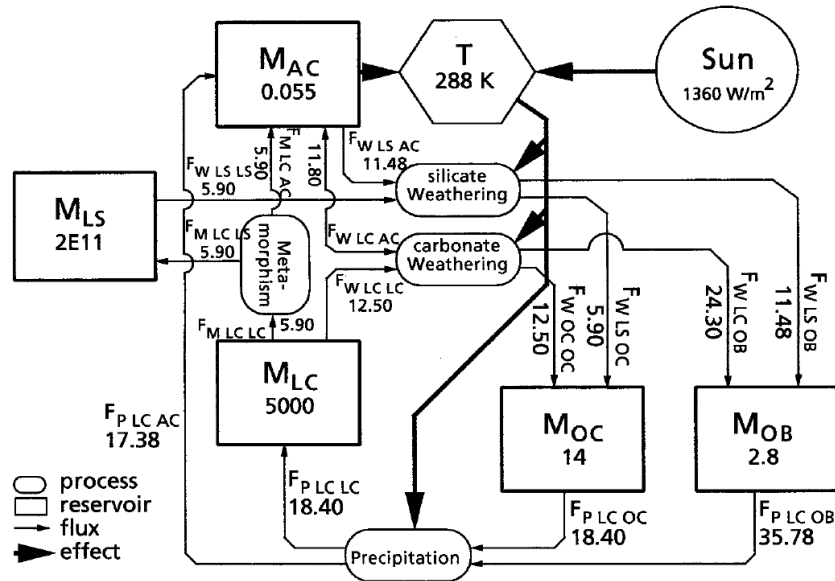 M_AC
0.055
T
288 K
Sun
1360 W/m²
F_M LC AC
5.90
11.80
F_W LS AC
11.48
F_W LS LS
5.90
silicate
Weathering
M_LS
2E11
F_M LC LS
5.90
Meta-
morphism
F_W LC AC
carbonate
Weathering
F_W LC LC
12.50
F_M LC LC
5.90
F_W OC OC
12.50
F_W LS OC
5.90
F_W LC OB
24.30
F_W LS OB
11.48
M_LC
5000
F_P LC AC
17.38
M_OC
14
M_OB
2.8
process
reservoir
flux
effect
F_P LC LC
18.40
F_P LC OC
18.40
F_P LC OB
35.78
Precipitation